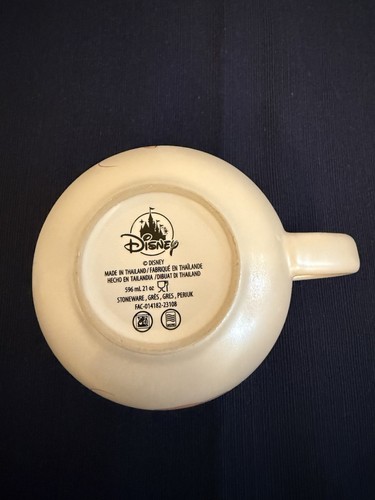 Disney
© DISNEY
MADE IN THAILAND/FABRIQUÉ EN THAÏLANDE
HECHO EN TAILANDIA/DIBUAT DI THAILAND
596 ml, 21 oz
STONEWARE, GRÈS, GRES, PERIUK
FAC-014182-23108